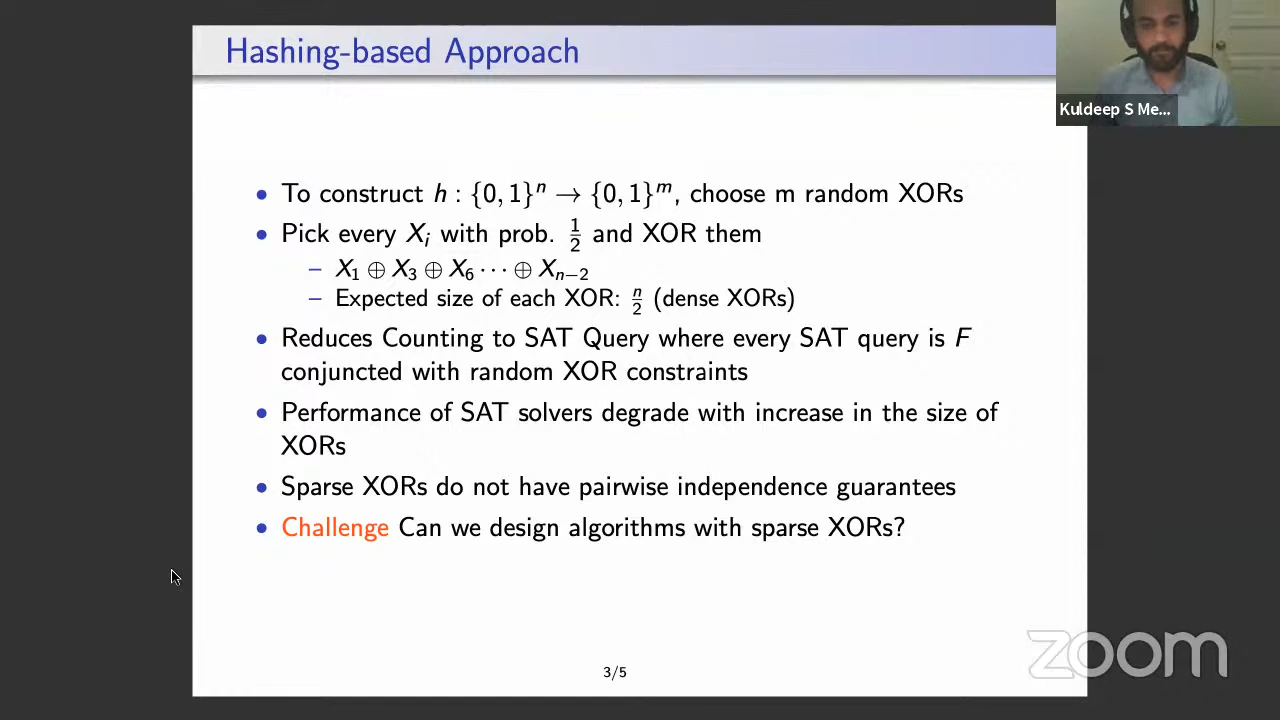 Hashing-based Approach
Kuldeep S Me...
• To construct h : {0, 1}ⁿ → {0, 1}ᵐ, choose m random XORs
• Pick every Xᵢ with prob. 1/2 and XOR them
– X₁ ⊕ X₃ ⊕ X₆ ··· ⊕ Xₙ₋₂
– Expected size of each XOR: n/2 (dense XORs)
• Reduces Counting to SAT Query where every SAT query is F
conjuncted with random XOR constraints
• Performance of SAT solvers degrade with increase in the size of
XORs
• Sparse XORs do not have pairwise independence guarantees
• Challenge Can we design algorithms with sparse XORs?
zoom
3/5